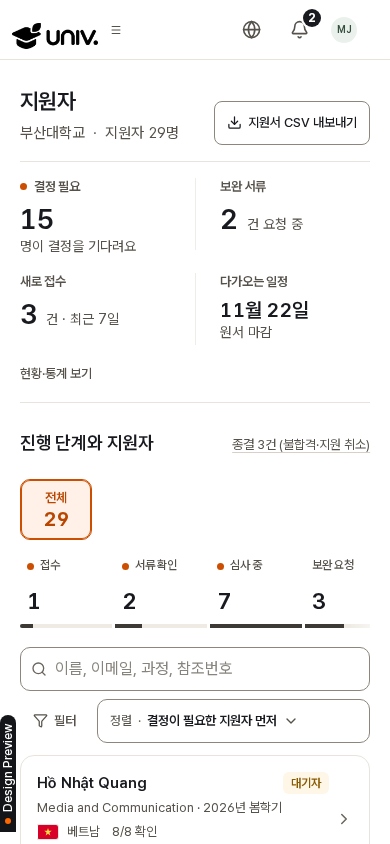 UNIV.
2
MJ
지원자
부산대학교 · 지원자 29명
지원서 CSV 내보내기
결정 필요
15
명이 결정을 기다려요
보완 서류
2 건 요청 중
새로 접수
3 건 · 최근 7일
다가오는 일정
11월 22일
원서 마감
현황·통계 보기
진행 단계와 지원자
종결 3건 (불합격·지원 취소)
전체
29
접수
1
서류 확인
2
심사 중
7
보완 요청
3
이름, 이메일, 과정, 참조번호
필터
정렬 · 결정이 필요한 지원자 먼저
Design Preview
Hồ Nhật Quang
대기자
Media and Communication · 2026년 봄학기
베트남 8/8 확인